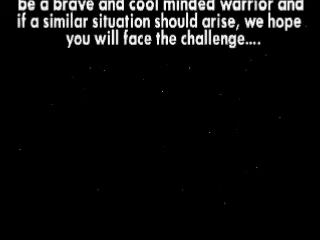 be a brave and cool minded warrior and
if a similar situation should arise, we hope
you will face the challenge....